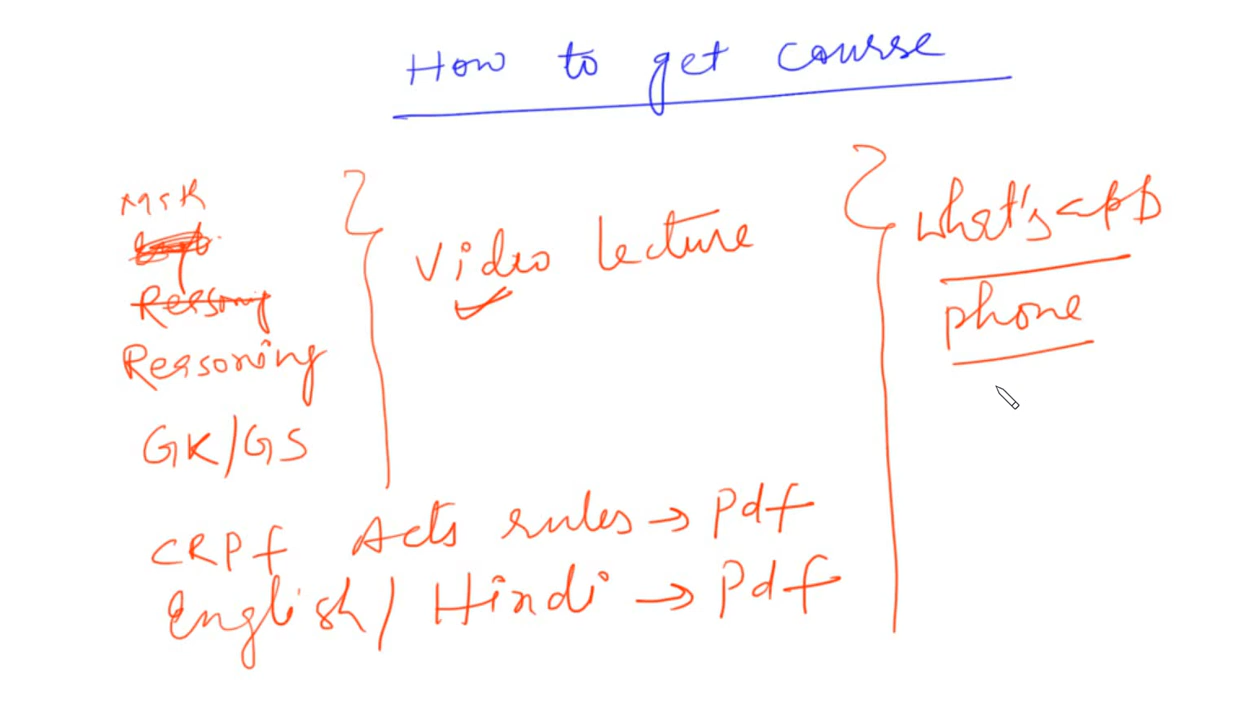 How to get course
MSK
Reasoning
Reasoning
GK/GS
video lecture
what's app
phone
CRPf Acts rules → Pdf
English/ Hindi → Pdf